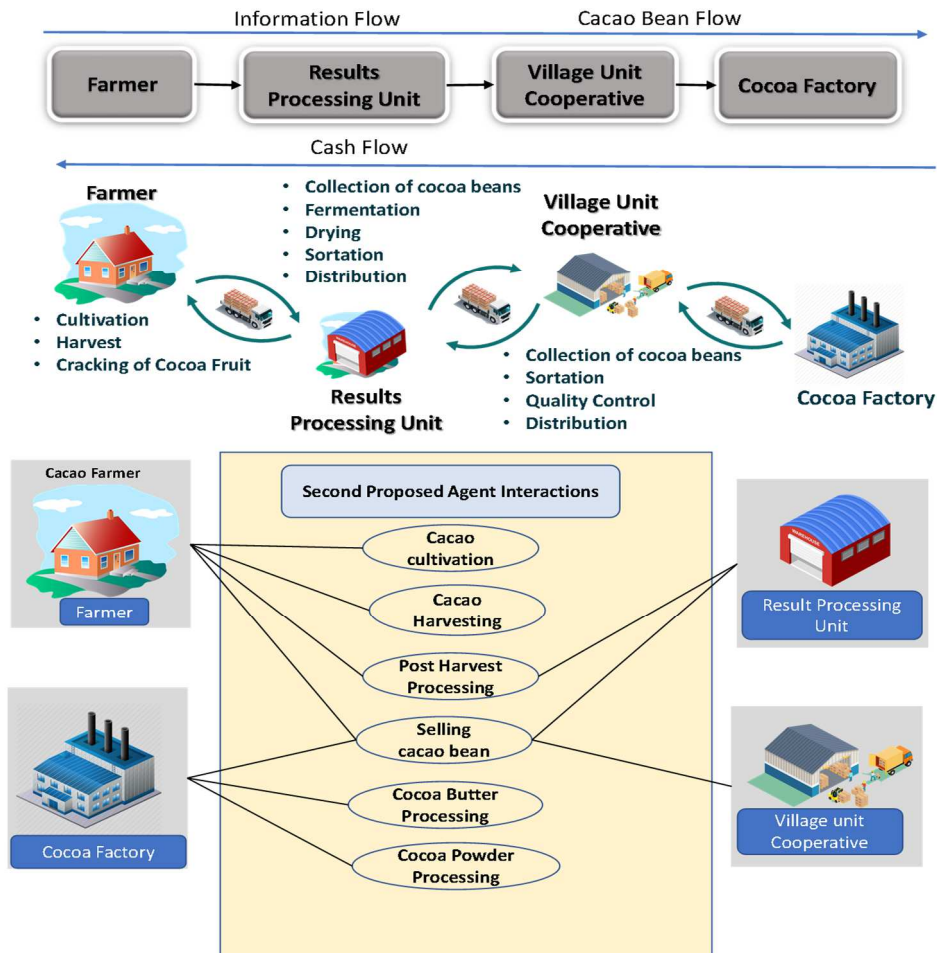 Information Flow
Cacao Bean Flow
Farmer
Results
Processing Unit
Village Unit
Cooperative
Cocoa Factory
Cash Flow
Farmer
• Cultivation
• Harvest
• Cracking of Cocoa Fruit
• Collection of cocoa beans
• Fermentation
• Drying
• Sortation
• Distribution
Results
Processing Unit
Village Unit
Cooperative
• Collection of cocoa beans
• Sortation
• Quality Control
• Distribution
Cocoa Factory
Cacao Farmer
Farmer
Cocoa Factory
Second Proposed Agent Interactions
Cacao
cultivation
Cacao
Harvesting
Post Harvest
Processing
Selling
cacao bean
Cocoa Butter
Processing
Cocoa Powder
Processing
WAREHOUSE
Result Processing
Unit
Village unit
Cooperative